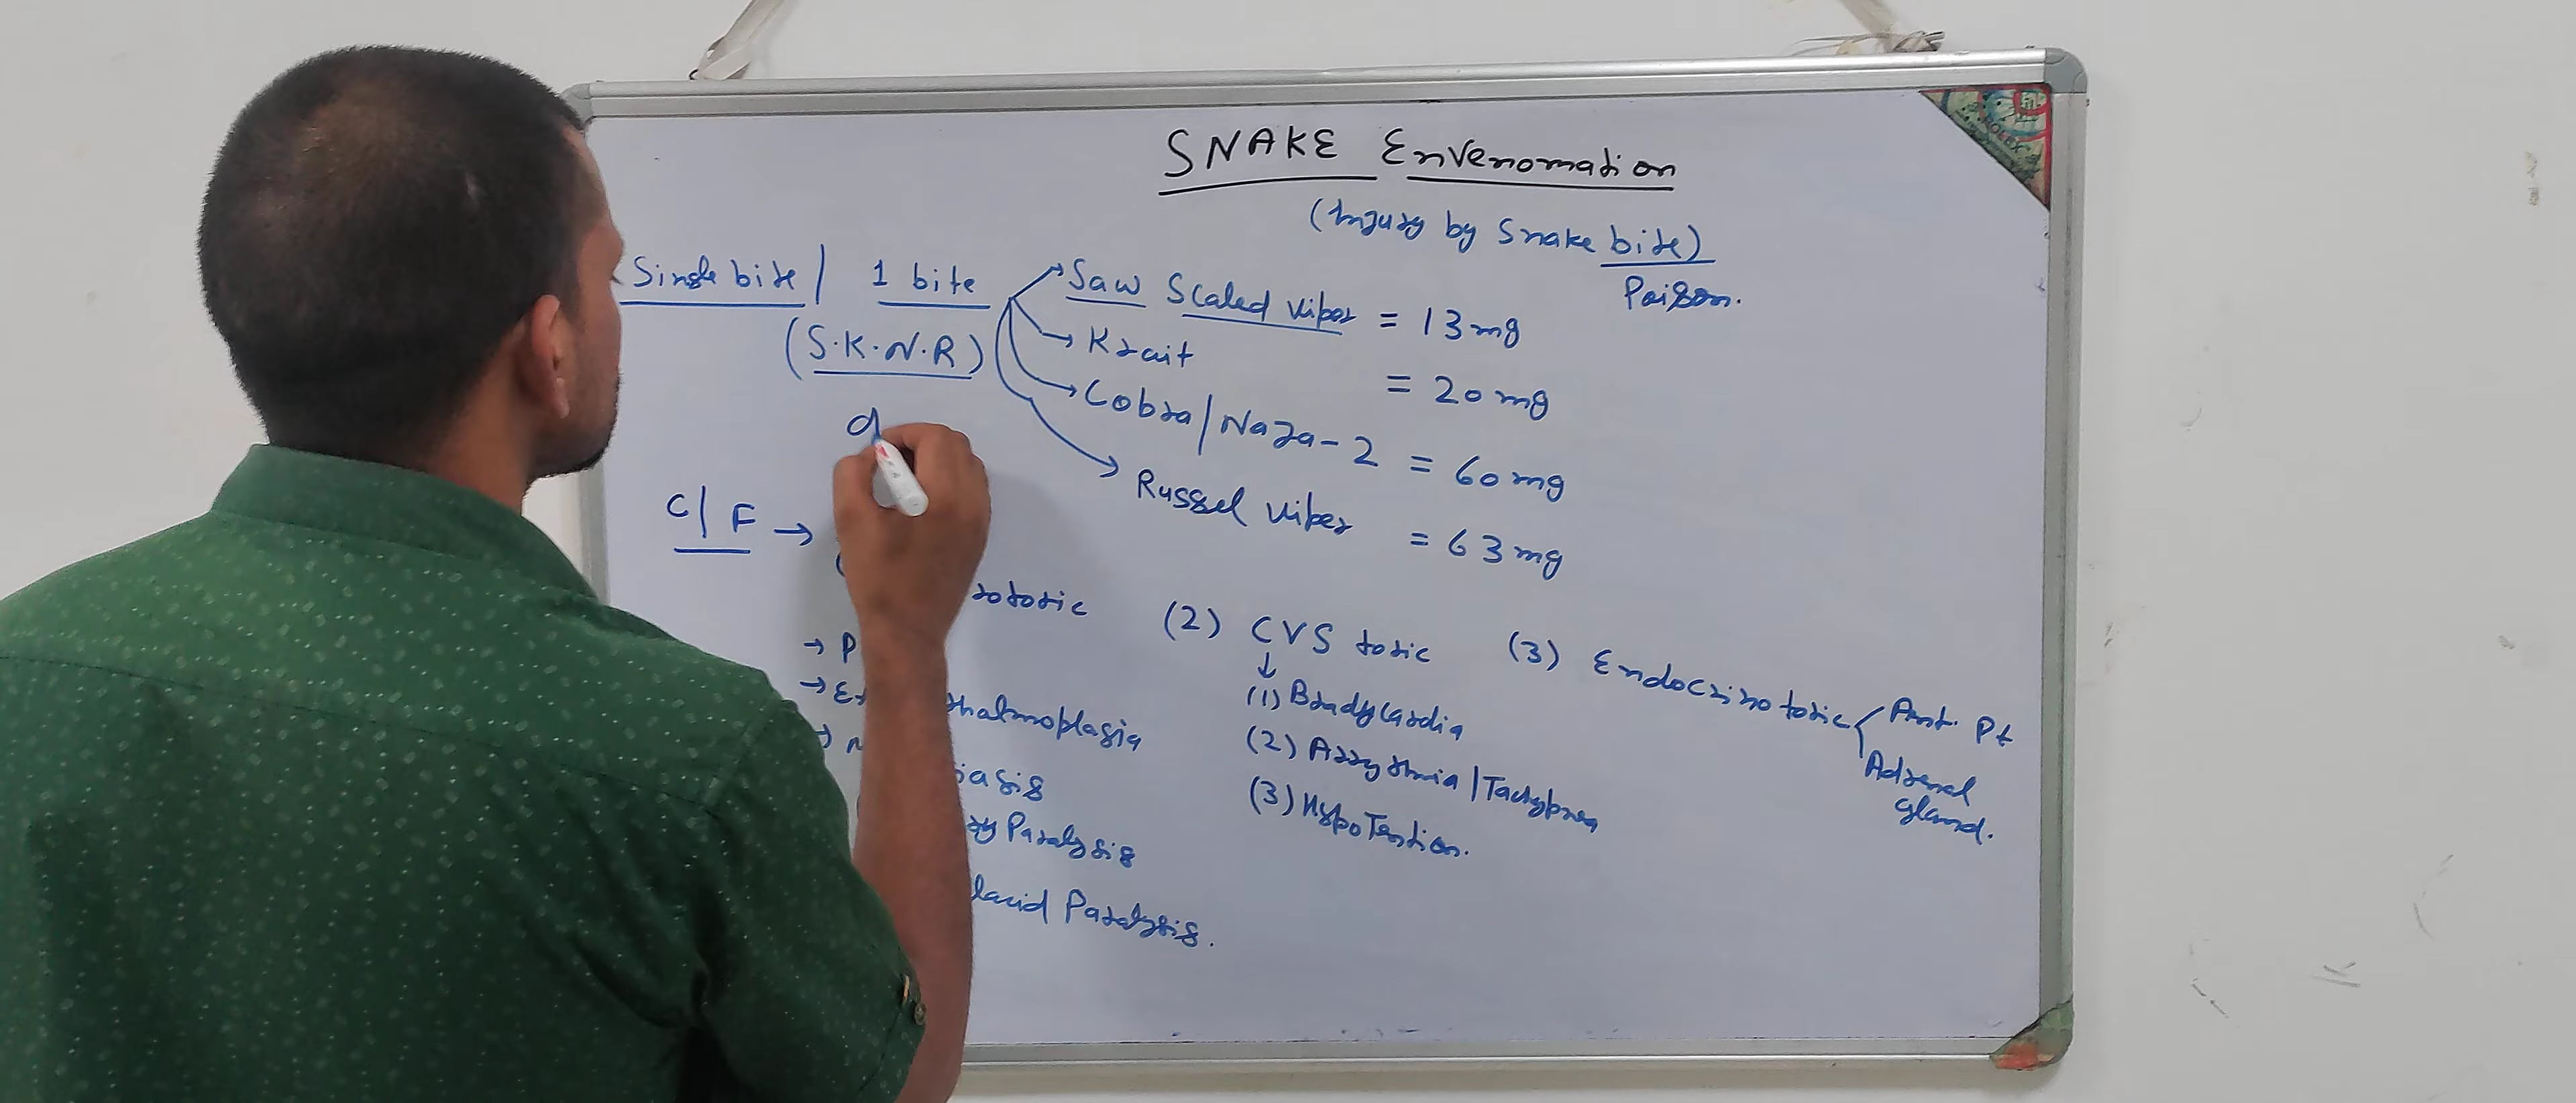 SNAKE Envenomation
(Injury by Snake bite)
Poison.
Single bite / 1 bite
(S.K.N.R)
Saw Scaled viper = 13 mg
Krait = 20 mg
Cobra / Naja-2 = 60 mg
Russel viper = 63 mg
C/F →
(2) CVS toxic
(1) Bradycardia
(2) Arrythmia / Tachypnea
(3) HypoTention.
(3) Endocrinotoxic
Ant. Pt
Adrenal
gland.
Paralysis
Paralysis.